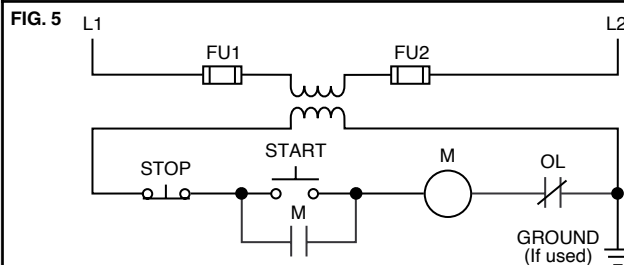 FIG. 5
L1
L2
FU1
FU2
STOP
START
M
OL
M
GROUND
(If used)